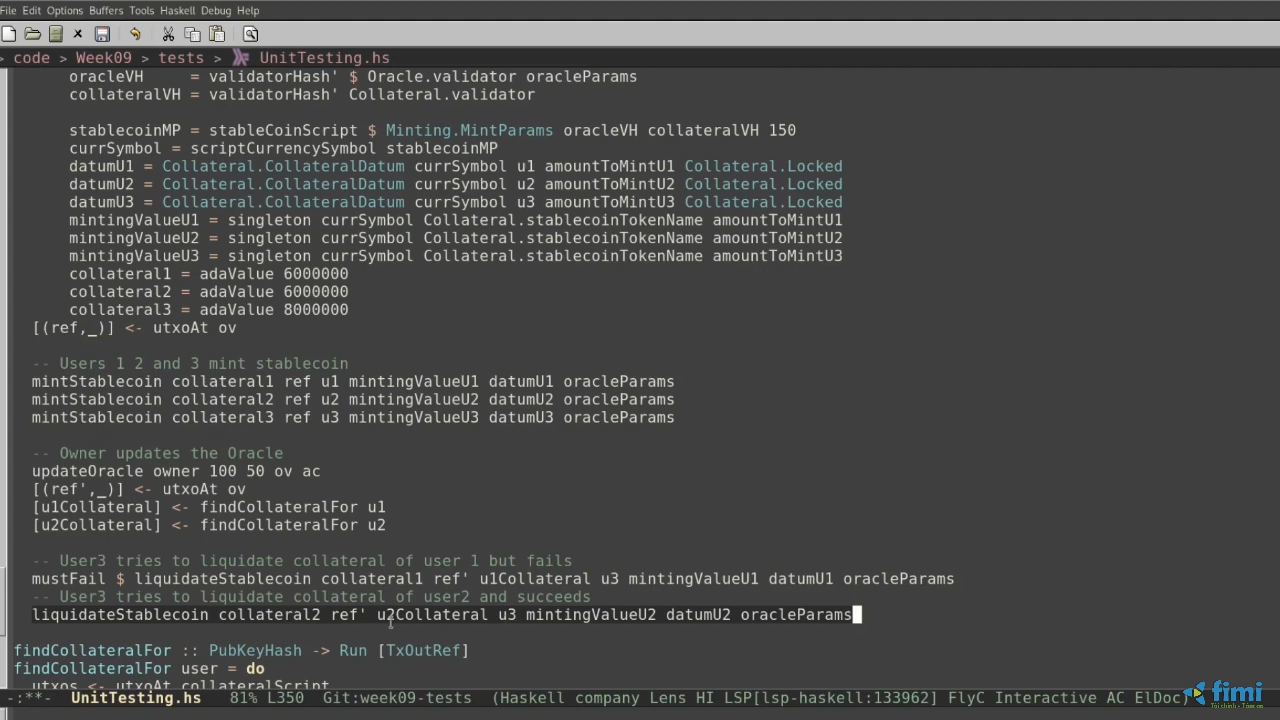 File Edit Options Buffers Tools Haskell Debug Help
> code > Week09 > tests > UnitTesting.hs
oracleVH     = validatorHash' $ Oracle.validator oracleParams
collateralVH = validatorHash' Collateral.validator
stablecoinMP = stableCoinScript $ Minting.MintParams oracleVH collateralVH 150
currSymbol = scriptCurrencySymbol stablecoinMP
datumU1 = Collateral.CollateralDatum currSymbol u1 amountToMintU1 Collateral.Locked
datumU2 = Collateral.CollateralDatum currSymbol u2 amountToMintU2 Collateral.Locked
datumU3 = Collateral.CollateralDatum currSymbol u3 amountToMintU3 Collateral.Locked
mintingValueU1 = singleton currSymbol Collateral.stablecoinTokenName amountToMintU1
mintingValueU2 = singleton currSymbol Collateral.stablecoinTokenName amountToMintU2
mintingValueU3 = singleton currSymbol Collateral.stablecoinTokenName amountToMintU3
collateral1 = adaValue 6000000
collateral2 = adaValue 6000000
collateral3 = adaValue 8000000
[(ref,_)] <- utxoAt ov
-- Users 1 2 and 3 mint stablecoin
mintStablecoin collateral1 ref u1 mintingValueU1 datumU1 oracleParams
mintStablecoin collateral2 ref u2 mintingValueU2 datumU2 oracleParams
mintStablecoin collateral3 ref u3 mintingValueU3 datumU3 oracleParams
-- Owner updates the Oracle
updateOracle owner 100 50 ov ac
[(ref',_)] <- utxoAt ov
[u1Collateral] <- findCollateralFor u1
[u2Collateral] <- findCollateralFor u2
-- User3 tries to liquidate collateral of user 1 but fails
mustFail $ liquidateStablecoin collateral1 ref' u1Collateral u3 mintingValueU1 datumU1 oracleParams
-- User3 tries to liquidate collateral of user2 and succeeds
liquidateStablecoin collateral2 ref' u2Collateral u3 mintingValueU2 datumU2 oracleParams
findCollateralFor :: PubKeyHash -> Run [TxOutRef]
findCollateralFor user = do
utxos <- utxoAt collateralScript
-:**- UnitTesting.hs 81% L350 Git:week09-tests (Haskell company Lens HI LSP[lsp-haskell:133962] FlyC Interactive AC ElDoc)
fimi